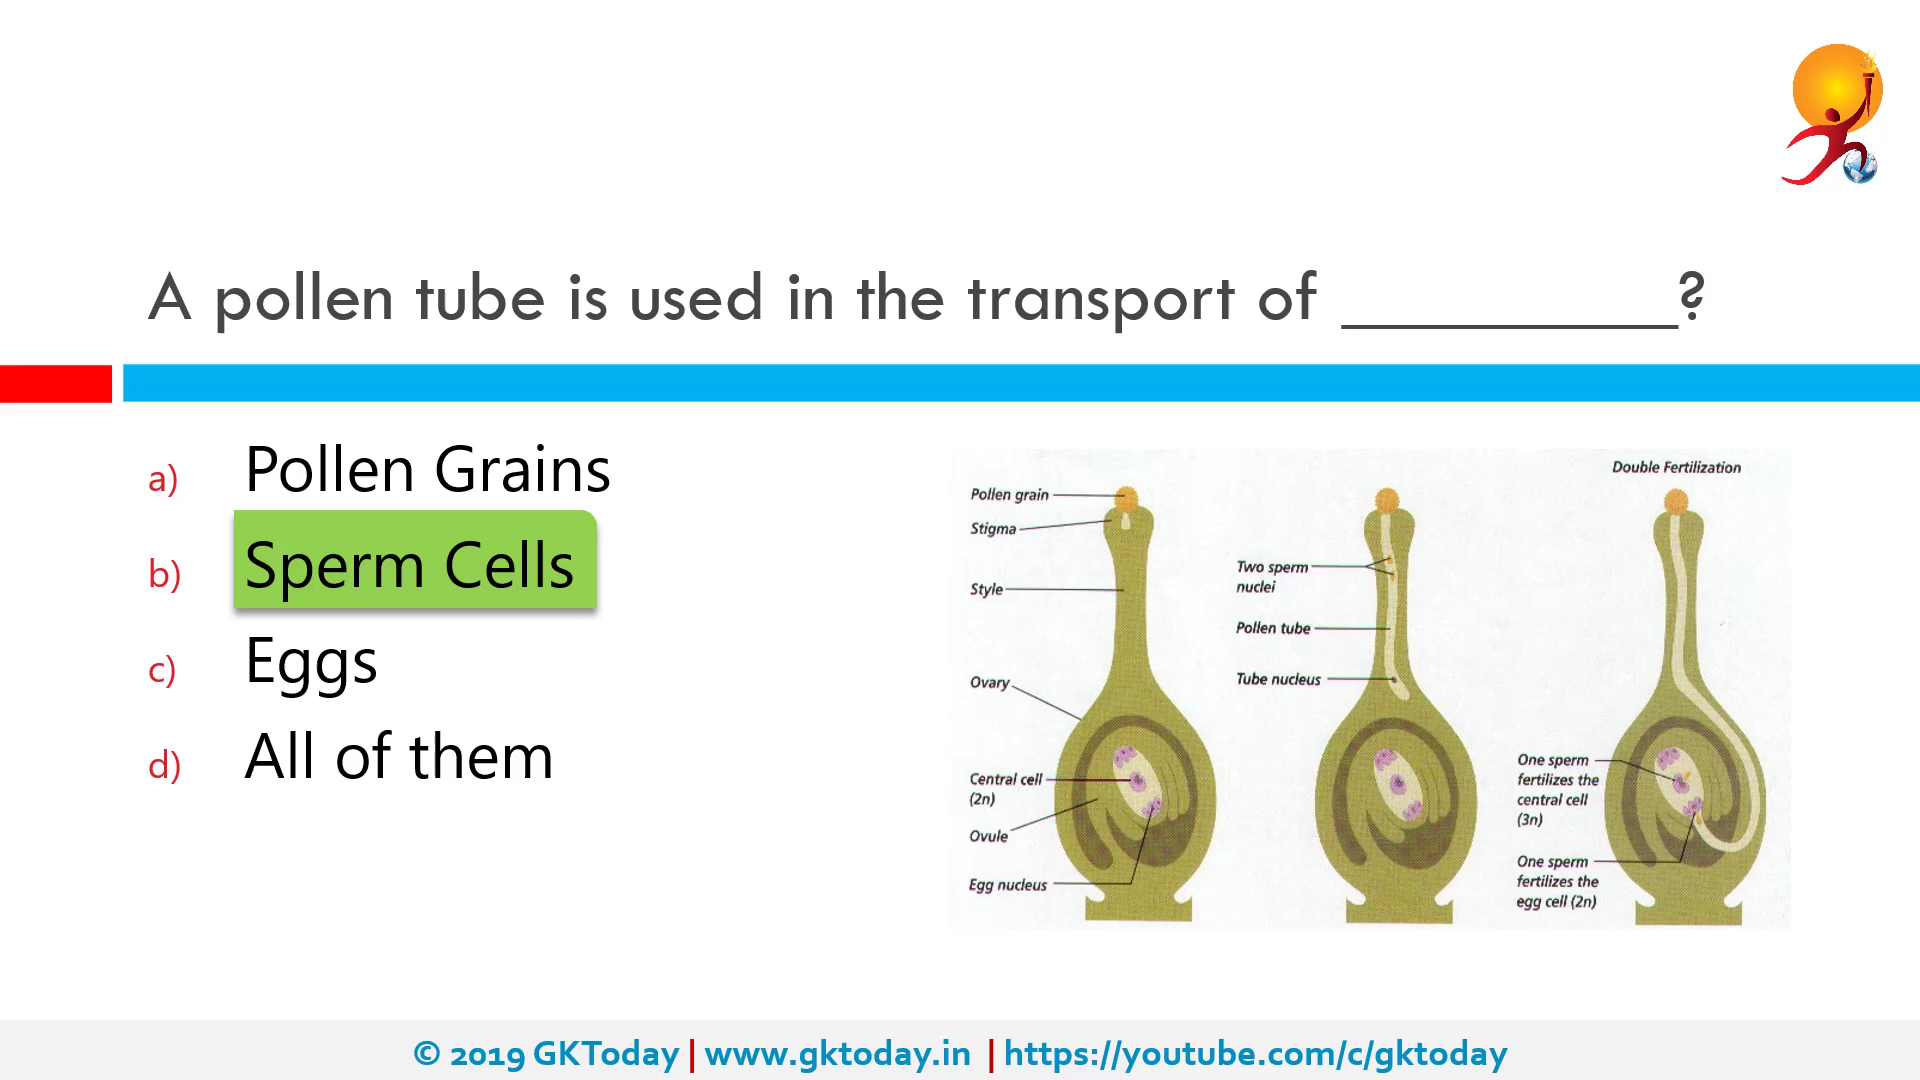 A pollen tube is used in the transport of __________?
a) Pollen Grains
b) Sperm Cells
c) Eggs
d) All of them
Pollen grain
Stigma
Style
Ovary
Central cell
(2n)
Ovule
Egg nucleus
Two sperm
nuclei
Pollen tube
Tube nucleus
Double Fertilization
One sperm
fertilizes the
central cell
(3n)
One sperm
fertilizes the
egg cell (2n)
© 2019 GKToday | www.gktoday.in | https://youtube.com/c/gktoday